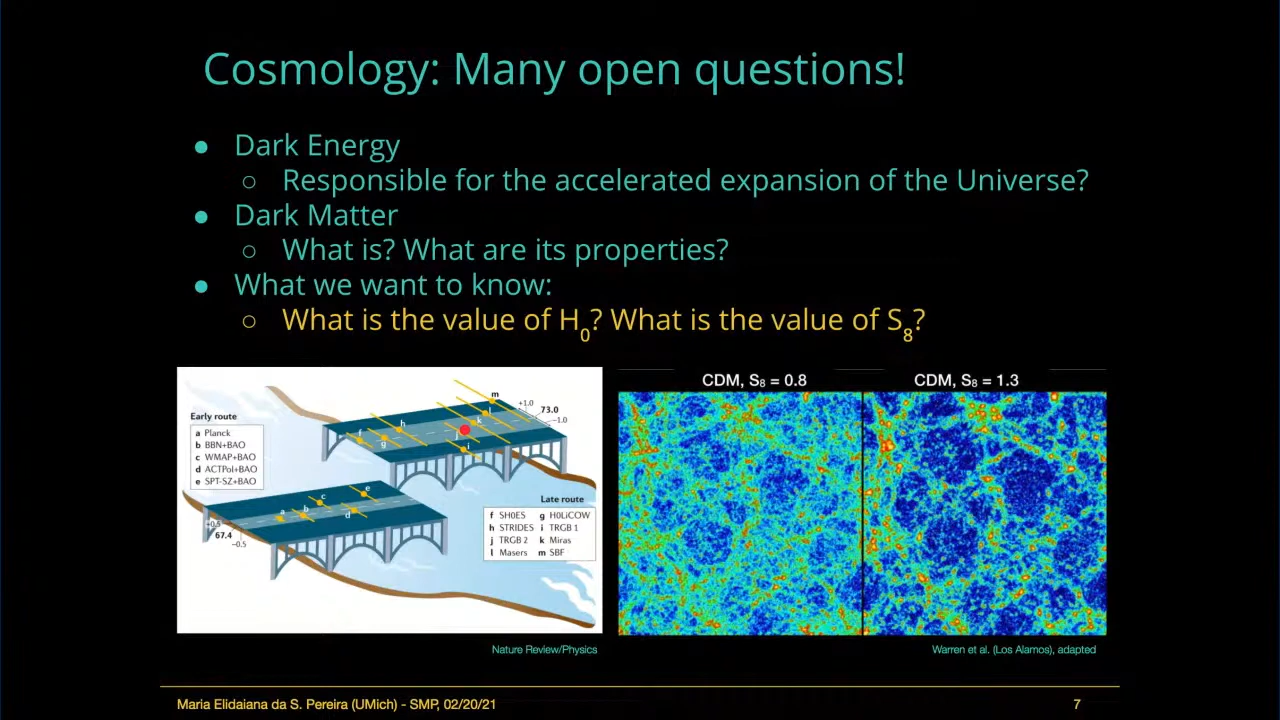 Cosmology: Many open questions!
● Dark Energy
○ Responsible for the accelerated expansion of the Universe?
● Dark Matter
○ What is? What are its properties?
● What we want to know:
○ What is the value of H0? What is the value of S8?
Early route
a Planck
b BBN+BAO
c WMAP+BAO
d ACTPol+BAO
e SPT-SZ+BAO
m
+1.0
73.0
−1.0
l
k
h
f
g
j
i
e
c
a
b
d
+0.5
67.4
−0.5
Late route
f SH0ES g H0LiCOW
h STRIDES i TRGB 1
j TRGB 2 k Miras
l Masers m SBF
Nature Review/Physics
CDM, S8 = 0.8
CDM, S8 = 1.3
Warren et al. (Los Alamos), adapted
Maria Elidaiana da S. Pereira (UMich) - SMP, 02/20/21
7